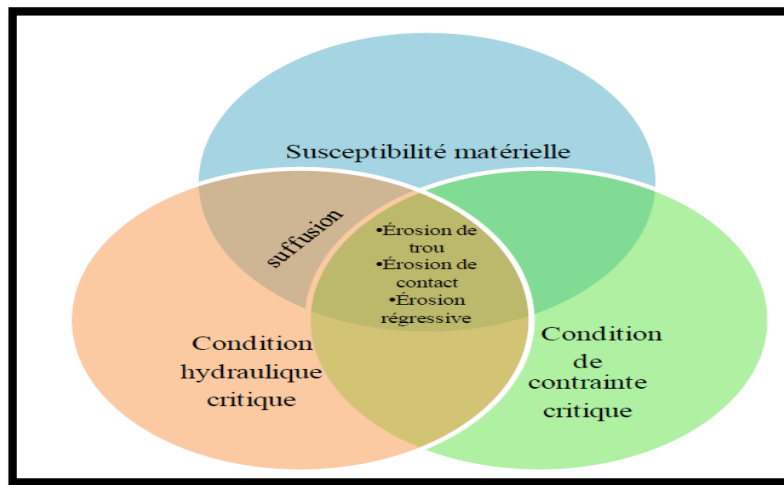 Susceptibilité matérielle
suffusion
•Érosion de
trou
•Érosion de
contact
•Érosion
régressive
Condition
hydraulique
critique
Condition
de
contrainte
critique